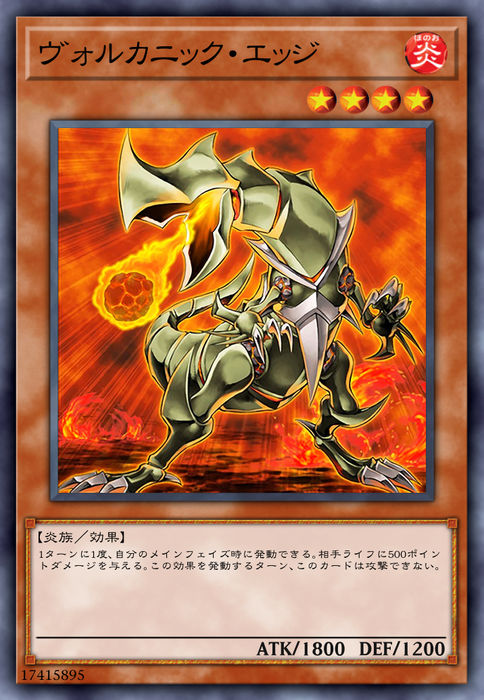 ヴォルカニック・エッジ
ほのお
炎
【炎族／効果】
1ターンに1度、自分のメインフェイズ時に発動できる。相手ライフに500ポイン
トダメージを与える。この効果を発動するターン、このカードは攻撃できない。
ATK/1800 DEF/1200
17415895